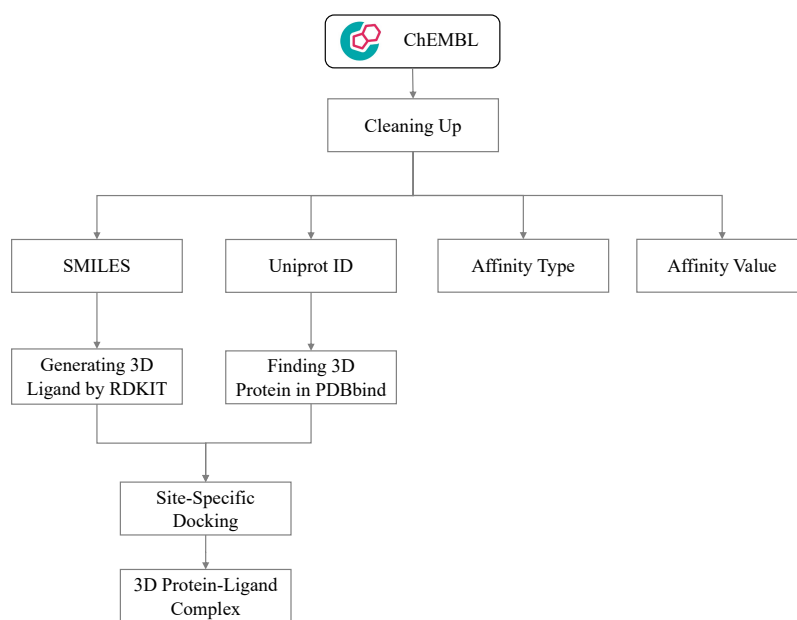 ChEMBL
Cleaning Up
SMILES
Uniprot ID
Affinity Type
Affinity Value
Generating 3D
Ligand by RDKIT
Finding 3D
Protein in PDBbind
Site-Specific
Docking
3D Protein-Ligand
Complex